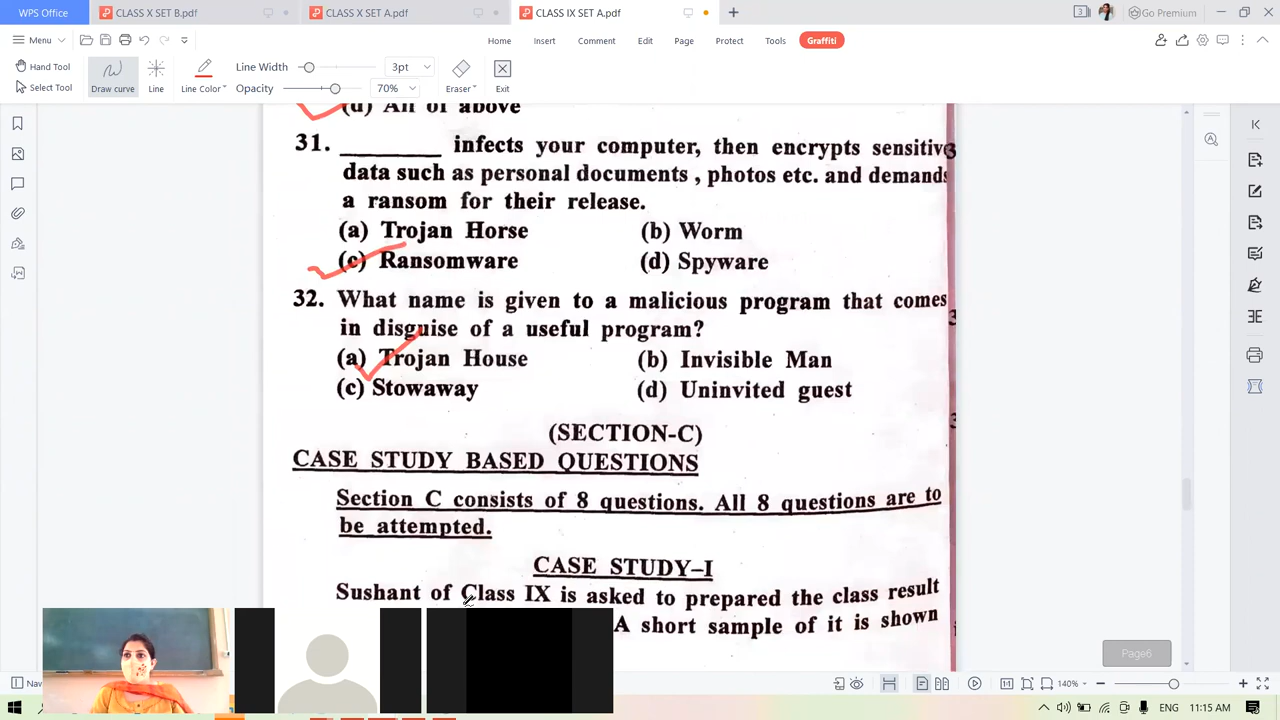 WPS Office
CLASS X SET B.pdf
CLASS X SET A.pdf
CLASS IX SET A.pdf
3
Go Premium
Menu
Home
Insert
Comment
Edit
Page
Protect
Tools
Graffiti
Hand Tool
Select Tool
Draw curve
Line
Line Color
Line Width
3pt
Opacity
70%
Eraser
Exit
(d) All of above
31. ________ infects your computer, then encrypts sensitive
data such as personal documents , photos etc. and demands
a ransom for their release.
(a) Trojan Horse (b) Worm
(c) Ransomware (d) Spyware
32. What name is given to a malicious program that comes
in disguise of a useful program?
(a) Trojan House (b) Invisible Man
(c) Stowaway (d) Uninvited guest
(SECTION-C)
CASE STUDY BASED QUESTIONS
Section C consists of 8 questions. All 8 questions are to
be attempted.
CASE STUDY–I
Sushant of Class IX is asked to prepared the class result
A short sample of it is shown
Page6
Nav
140%
ENG
11:15 AM